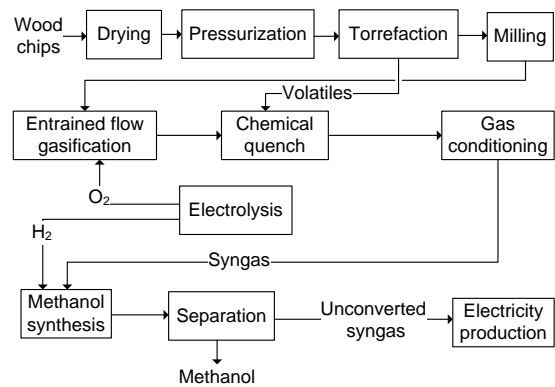 Wood
chips
Drying
Pressurization
Torrefaction
Milling
Volatiles
Entrained flow
gasification
Chemical
quench
Gas
conditioning
O₂
Electrolysis
H₂
Syngas
Methanol
synthesis
Separation
Unconverted
syngas
Electricity
production
Methanol